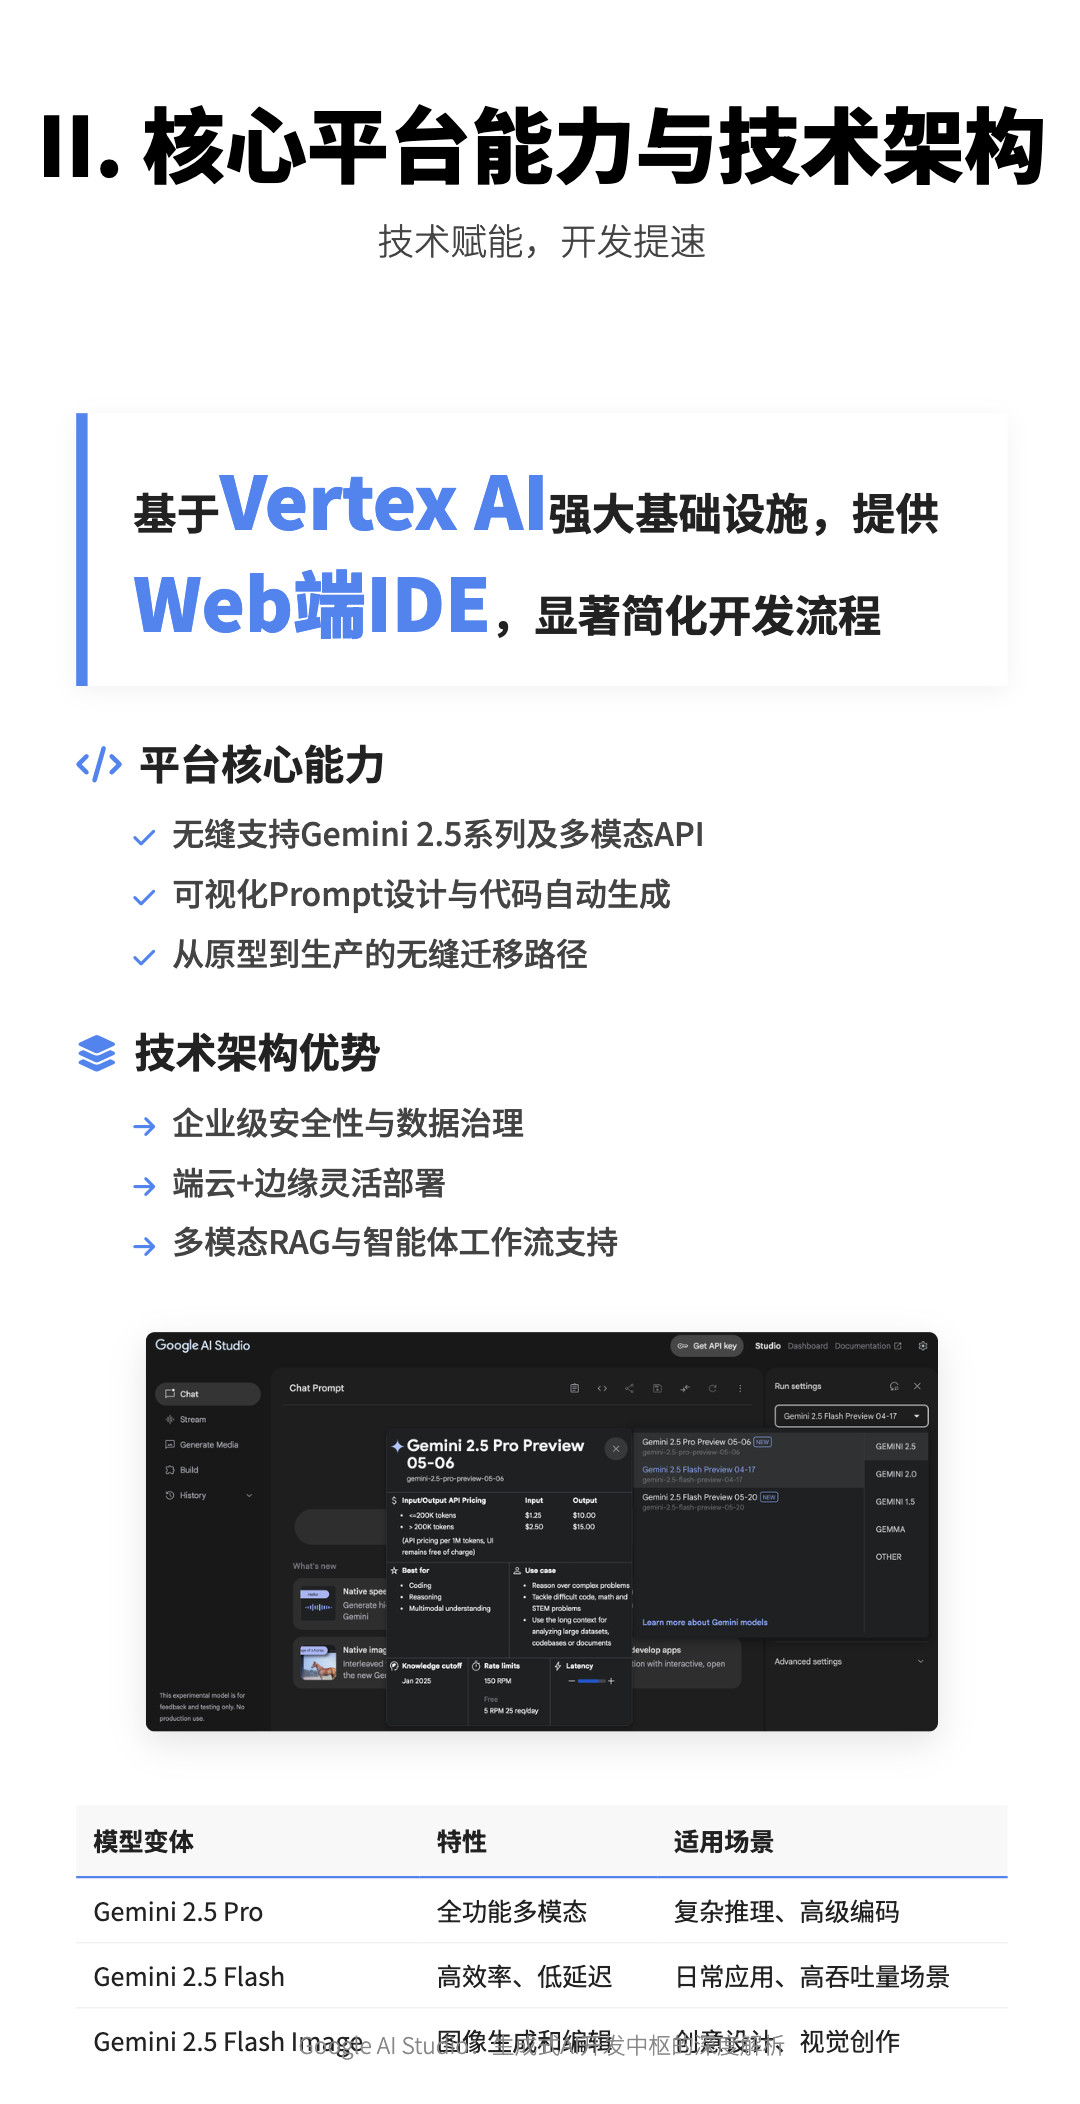 II. 核心平台能力与技术架构
技术赋能，开发提速
基于Vertex AI强大基础设施，提供
Web端IDE，显著简化开发流程
平台核心能力
无缝支持Gemini 2.5系列及多模态API
可视化Prompt设计与代码自动生成
从原型到生产的无缝迁移路径
技术架构优势
企业级安全性与数据治理
端云+边缘灵活部署
多模态RAG与智能体工作流支持
Google AI Studio
Get API key
Studio Dashboard Documentation
Chat
Stream
Generate Media
Build
History
This experimental model is for
feedback and testing only. No
production use.
Chat Prompt
What's new
Native spee
Generate hi
Gemini
Native imag
Interleaved
the new Ge
develop apps
tion with interactive, open
Gemini 2.5 Pro Preview
05-06
gemini-2.5-pro-preview-05-06
Input/Output API Pricing Input Output
<=200K tokens $1.25 $10.00
> 200K tokens $2.50 $15.00
(API pricing per 1M tokens, UI
remains free of charge)
Best for
Coding
Reasoning
Multimodal understanding
Use case
Reason over complex problems
Tackle difficult code, math and
STEM problems
Use the long context for
analyzing large datasets,
codebases or documents
Knowledge cutoff
Jan 2025
Rate limits
150 RPM
Free
5 RPM 25 req/day
Latency
Run settings
Gemini 2.5 Flash Preview 04-17
Gemini 2.5 Pro Preview 05-06 NEW
gemini-2.5-pro-preview-05-06
Gemini 2.5 Flash Preview 04-17
gemini-2.5-flash-preview-04-17
Gemini 2.5 Flash Preview 05-20 NEW
gemini-2.5-flash-preview-05-20
GEMINI 2.5
GEMINI 2.0
GEMINI 1.5
GEMMA
OTHER
Learn more about Gemini models
Advanced settings
模型变体 特性 适用场景
Gemini 2.5 Pro 全功能多模态 复杂推理、高级编码
Gemini 2.5 Flash 高效率、低延迟 日常应用、高吞吐量场景
Gemini 2.5 Flash Image 图像生成和编辑 创意设计、视觉创作
Google AI Studio：生成式AI开发中枢的深度解析